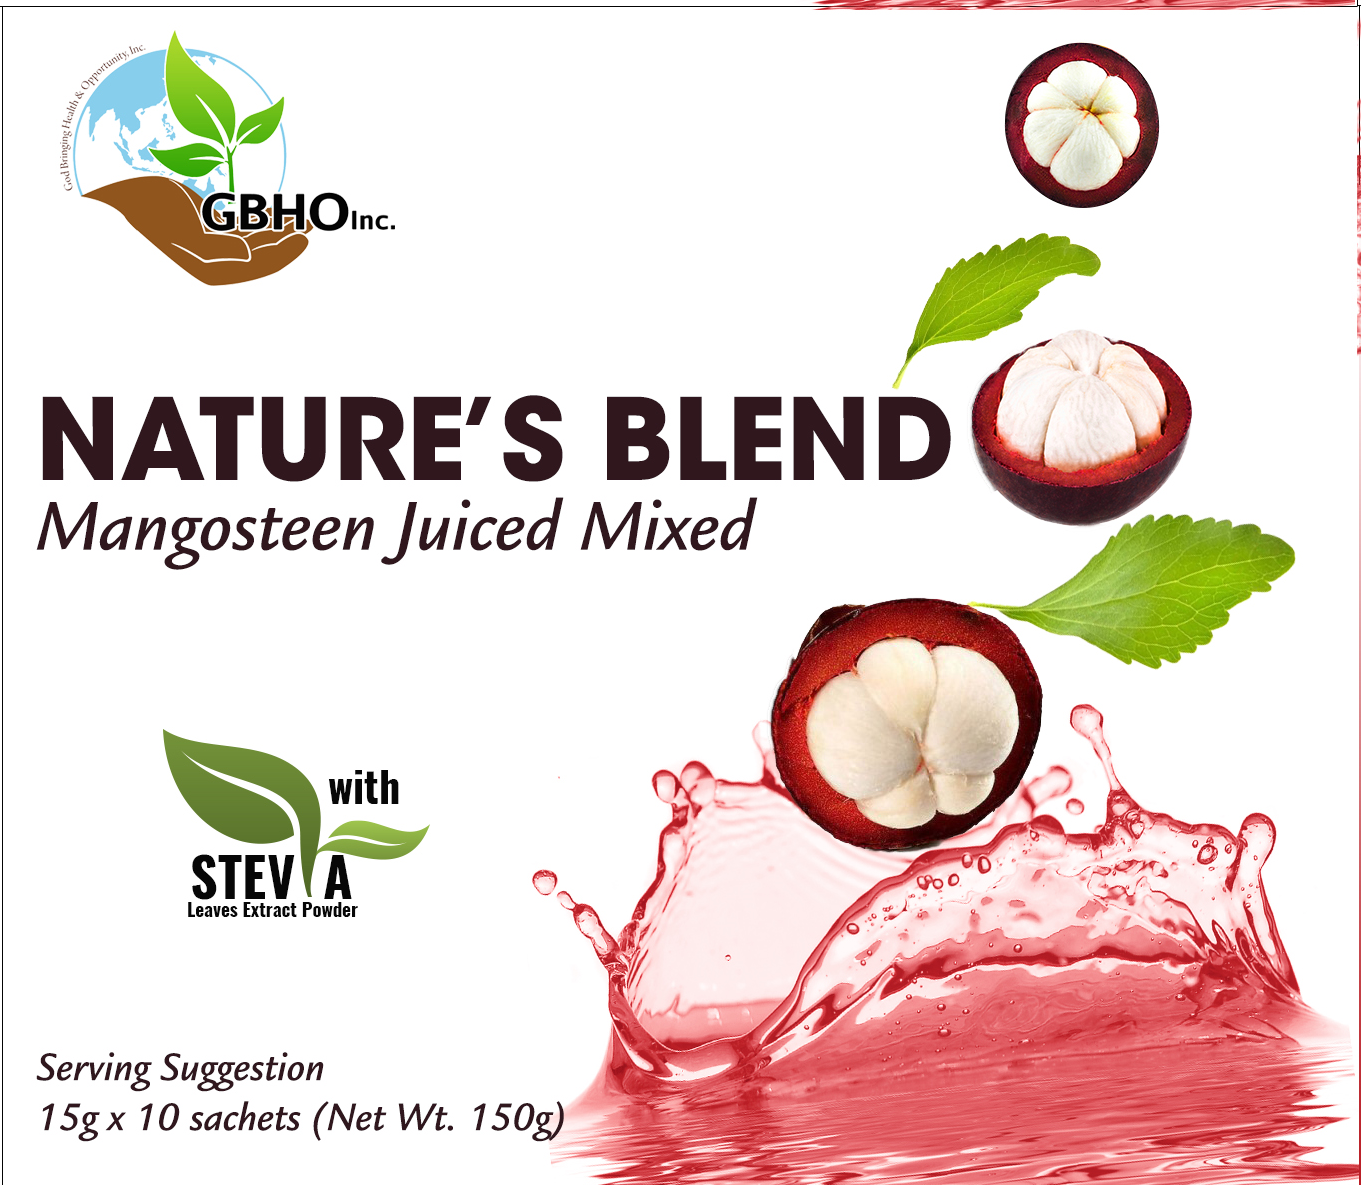 God Bringing Health & Opportunity, Inc.
GBHO Inc.
NATURE'S BLEND
Mangosteen Juiced Mixed
with
STEVIA
Leaves Extract Powder
Serving Suggestion
15g x 10 sachets (Net Wt. 150g)